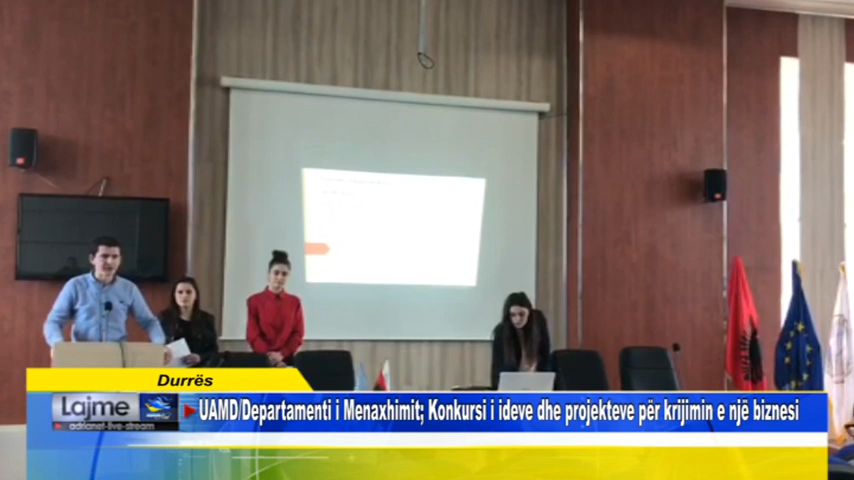 Durrës
Lajme
adrianet-live-stream
UAMD/Departamenti i Menaxhimit; Konkursi i ideve dhe projekteve për krijimin e një biznesi